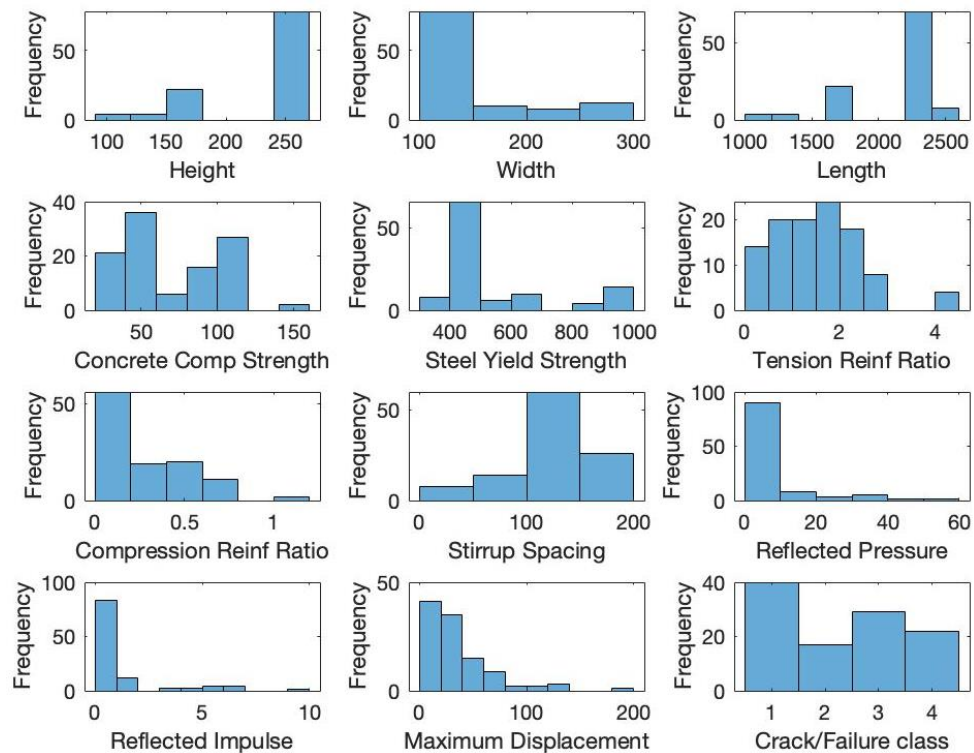 Frequency
50
0
100 150 200 250
Height
Frequency
50
0
100 200 300
Width
Frequency
50
0
1000 1500 2000 2500
Length
Frequency
40
20
0
50 100 150
Concrete Comp Strength
Frequency
50
0
400 600 800 1000
Steel Yield Strength
Frequency
20
10
0
0 2 4
Tension Reinf Ratio
Frequency
50
0
0 0.5 1
Compression Reinf Ratio
Frequency
50
0
0 100 200
Stirrup Spacing
Frequency
100
50
0
0 20 40 60
Reflected Pressure
Frequency
100
50
0
0 5 10
Reflected Impulse
Frequency
50
0
0 100 200
Maximum Displacement
Frequency
40
20
0
1 2 3 4
Crack/Failure class